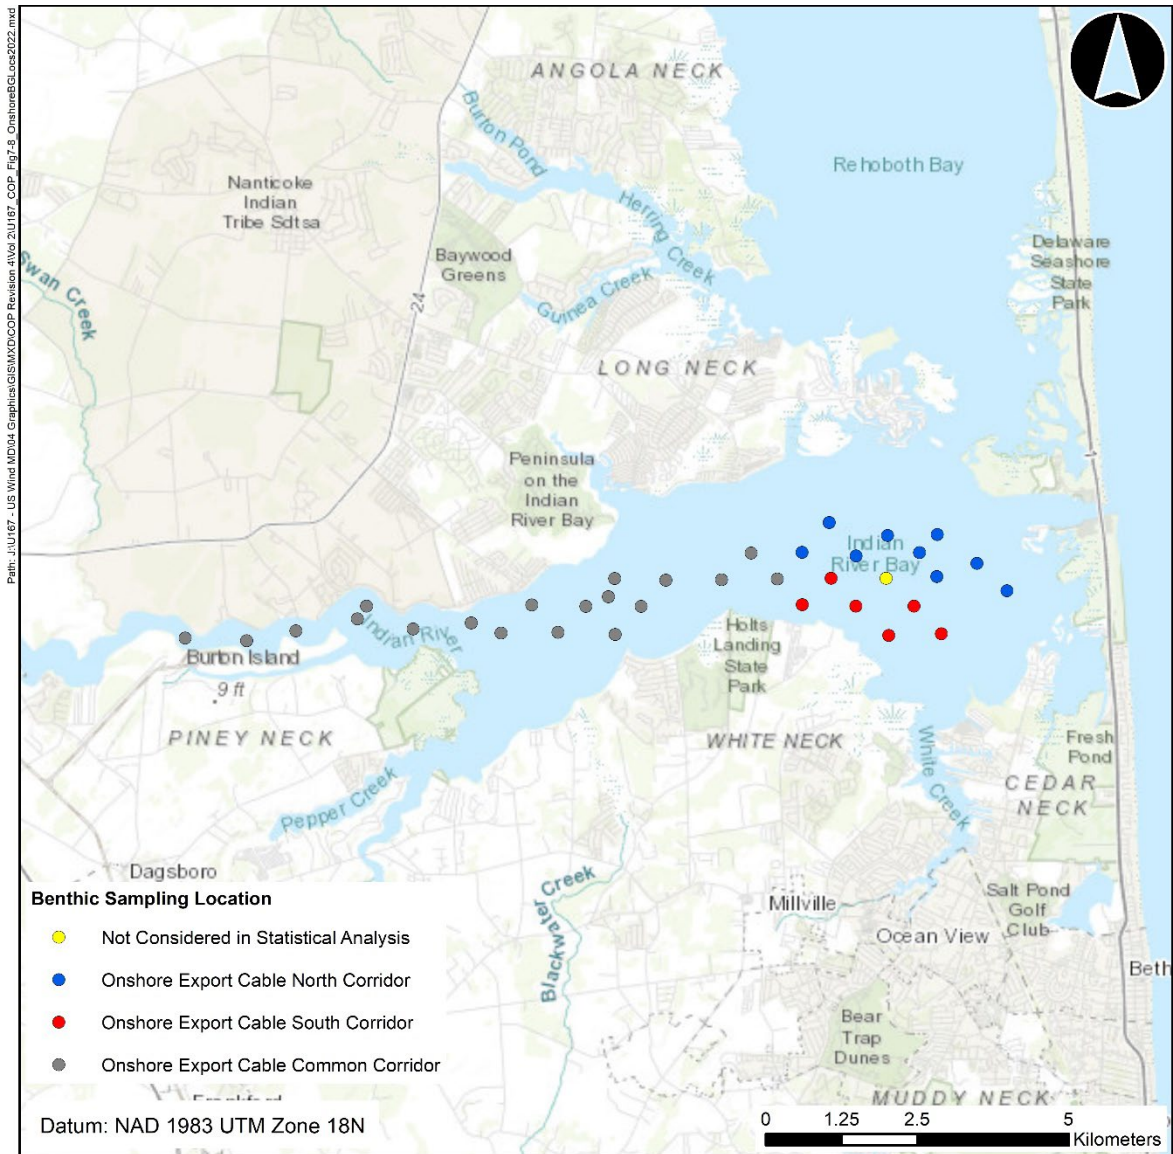 Path: J:\U167 - US Wind MD\04 Graphics\GIS\MXD\COP Revision 4\Vol 2\U167_COP_Fig7-8_OnshoreBGLocs2022.mxd
ANGOLA NECK
Burton Pond
Rehoboth Bay
Nanticoke
Indian
Tribe Sdtsa
Herring Creek
Delaware
Seashore
State
Park
Baywood
Greens
Swan Creek
Guinea Creek
24
LONG NECK
1
Peninsula
on the
Indian
River Bay
Indian
River Bay
Indian River
Holts
Landing
State
Park
Burton Island
9 ft
PINEY NECK
WHITE NECK
White Creek
Fresh
Pond
CEDAR
NECK
Pepper Creek
Dagsboro
Blackwater Creek
Millville
Salt Pond
Golf
Club
Ocean View
Beth
Bear
Trap
Dunes
MUDDY NECK
Benthic Sampling Location
Not Considered in Statistical Analysis
Onshore Export Cable North Corridor
Onshore Export Cable South Corridor
Onshore Export Cable Common Corridor
Datum: NAD 1983 UTM Zone 18N
0 1.25 2.5 5
Kilometers